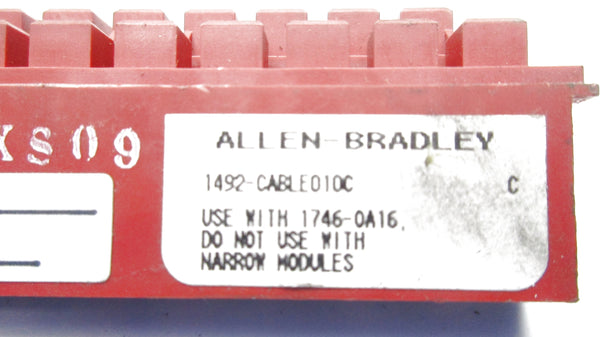 XS09
ALLEN-BRADLEY
1492-CABLE010C C
USE WITH 1746-OA16,
DO NOT USE WITH
NARROW MODULES